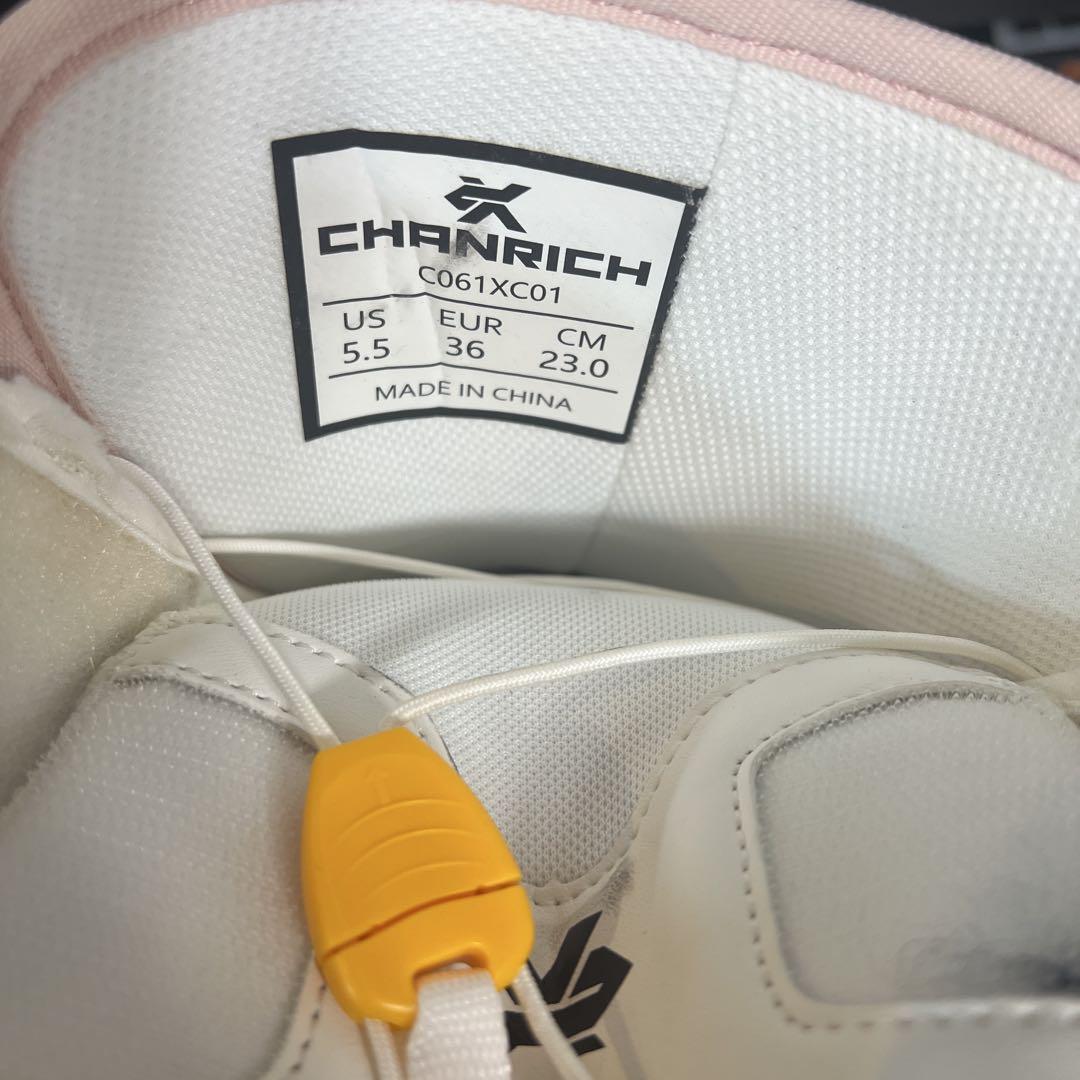 CHANRICH
C061XC01
US EUR CM
5.5 36 23.0
MADE IN CHINA